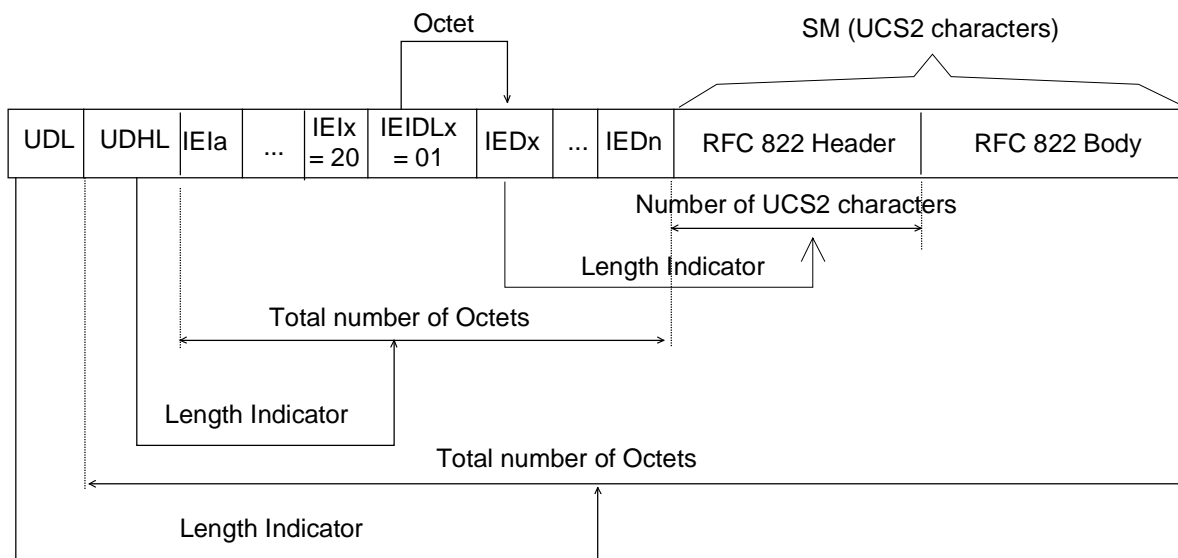 Octet
SM (UCS2 characters)
UDL UDHL IEIa ... IEIx = 20 IEIDLx = 01 IEDx ... IEDn RFC 822 Header RFC 822 Body
Number of UCS2 characters
Length Indicator
Total number of Octets
Length Indicator
Total number of Octets
Length Indicator